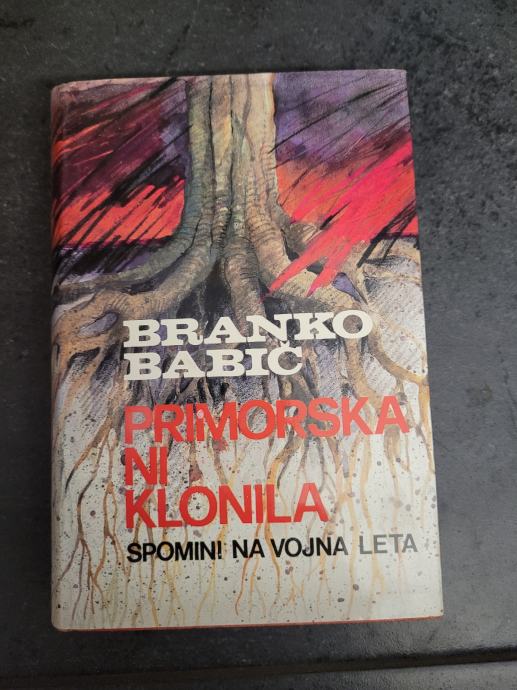 BRANKO
BABIČ
PRIMORSKA
NI
KLONILA
SPOMINI NA VOJNA LETA